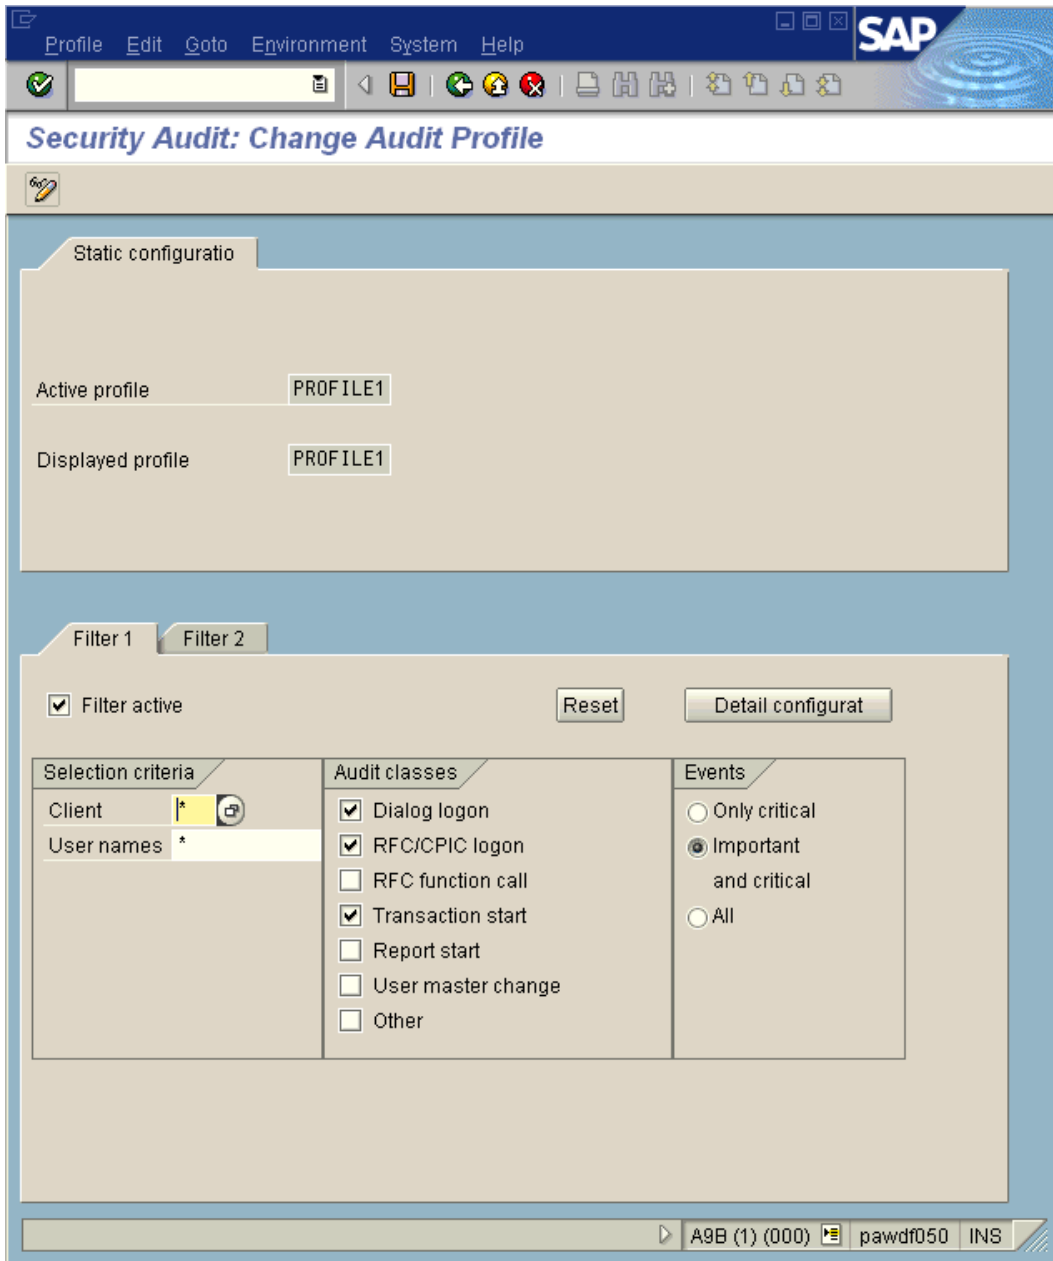 Profile Edit Goto Environment System Help
SAP
Security Audit: Change Audit Profile
Static configuratio
Active profile PROFILE1
Displayed profile PROFILE1
Filter 1 Filter 2
Filter active Reset Detail configurat
Selection criteria Audit classes Events
Client * Dialog logon Only critical
User names * RFC/CPIC logon Important
RFC function call and critical
Transaction start All
Report start
User master change
Other
A9B (1) (000) pawdf050 INS